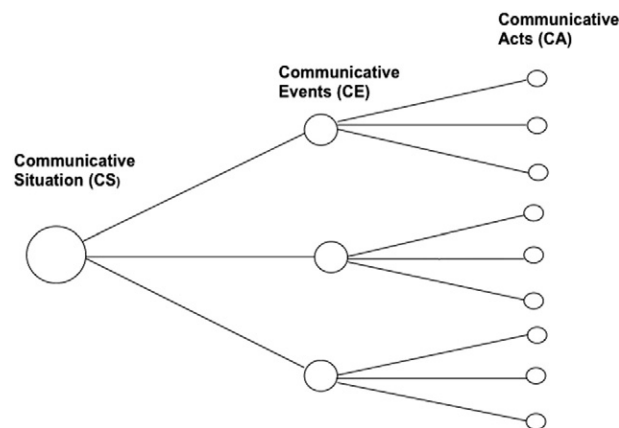 Communicative
Acts (CA)
Communicative
Events (CE)
Communicative
Situation (CS)